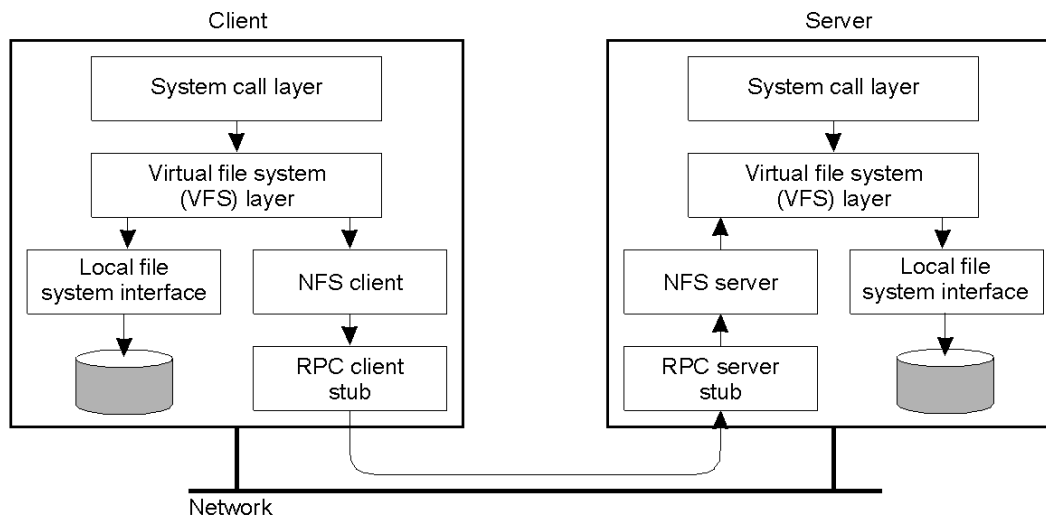 Client
System call layer
Virtual file system
(VFS) layer
Local file
system interface
NFS client
RPC client
stub
Server
System call layer
Virtual file system
(VFS) layer
NFS server
Local file
system interface
RPC server
stub
Network